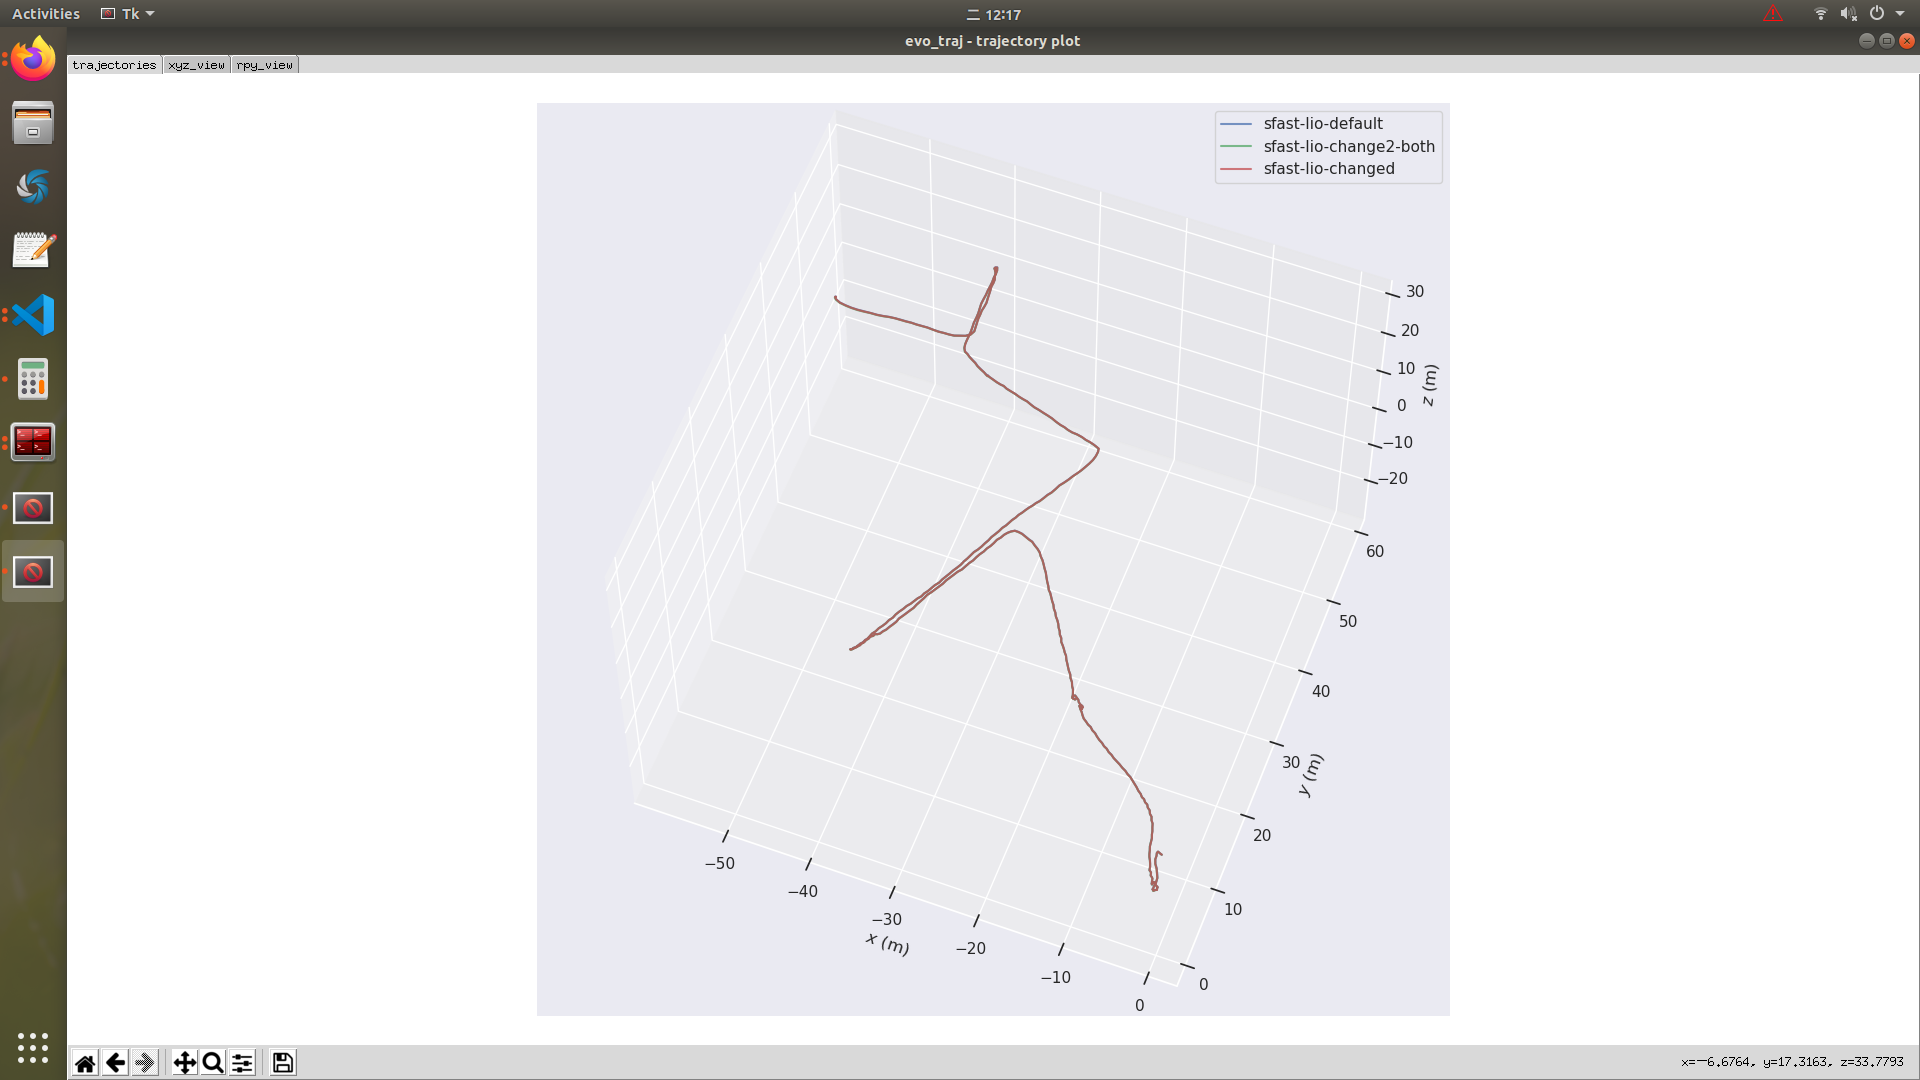 Activities
Tk
二 12:17
evo_traj - trajectory plot
trajectories
xyz_view
rpy_view
sfast-lio-default
sfast-lio-change2-both
sfast-lio-changed
30
20
10
0
−10
−20
z (m)
60
50
40
30
20
10
0
y (m)
−50
−40
−30
−20
−10
0
x (m)
x=−6.6764, y=17.3163, z=33.7793